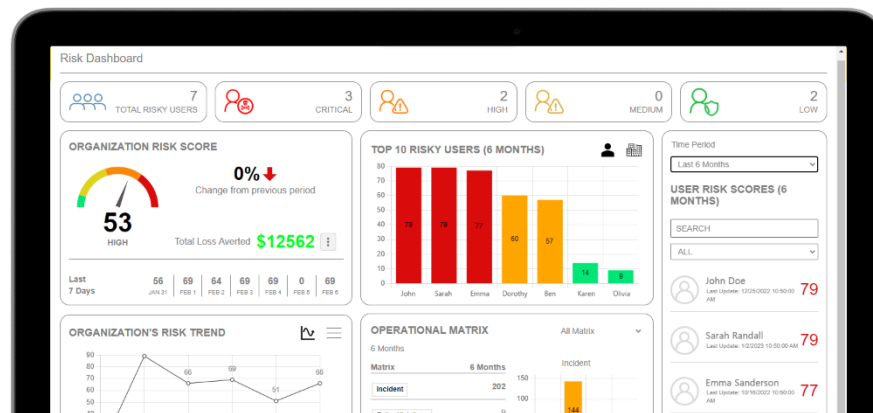 Risk Dashboard
7
TOTAL RISKY USERS
3
CRITICAL
2
HIGH
0
MEDIUM
2
LOW
ORGANIZATION RISK SCORE
0%
Change from previous period
53
HIGH
Total Loss Averted $12562
Last
7 Days
56 69 64 69 69 0 69
JAN 31 FEB 1 FEB 2 FEB 3 FEB 4 FEB 5 FEB 6
TOP 10 RISKY USERS (6 MONTHS)
80
70
60
50
40
30
20
10
0
79 79 77 60 57 14 9
John Sarah Emma Dorothy Ben Karen Olivia
Time Period
Last 6 Months
USER RISK SCORES (6
MONTHS)
SEARCH
ALL
John Doe
Last Update: 12/25/2022 10:50:00
AM
79
Sarah Randall
Last Update: 1/2/2023 10:50:00 AM
79
Emma Sanderson
Last Update: 10/16/2022 10:50:00
AM
77
ORGANIZATION'S RISK TREND
90
80
70
60
50
40
66 69 51 66
OPERATIONAL MATRIX
All Matrix
6 Months
Matrix 6 Months
Incident 202
Incident
150
100
144